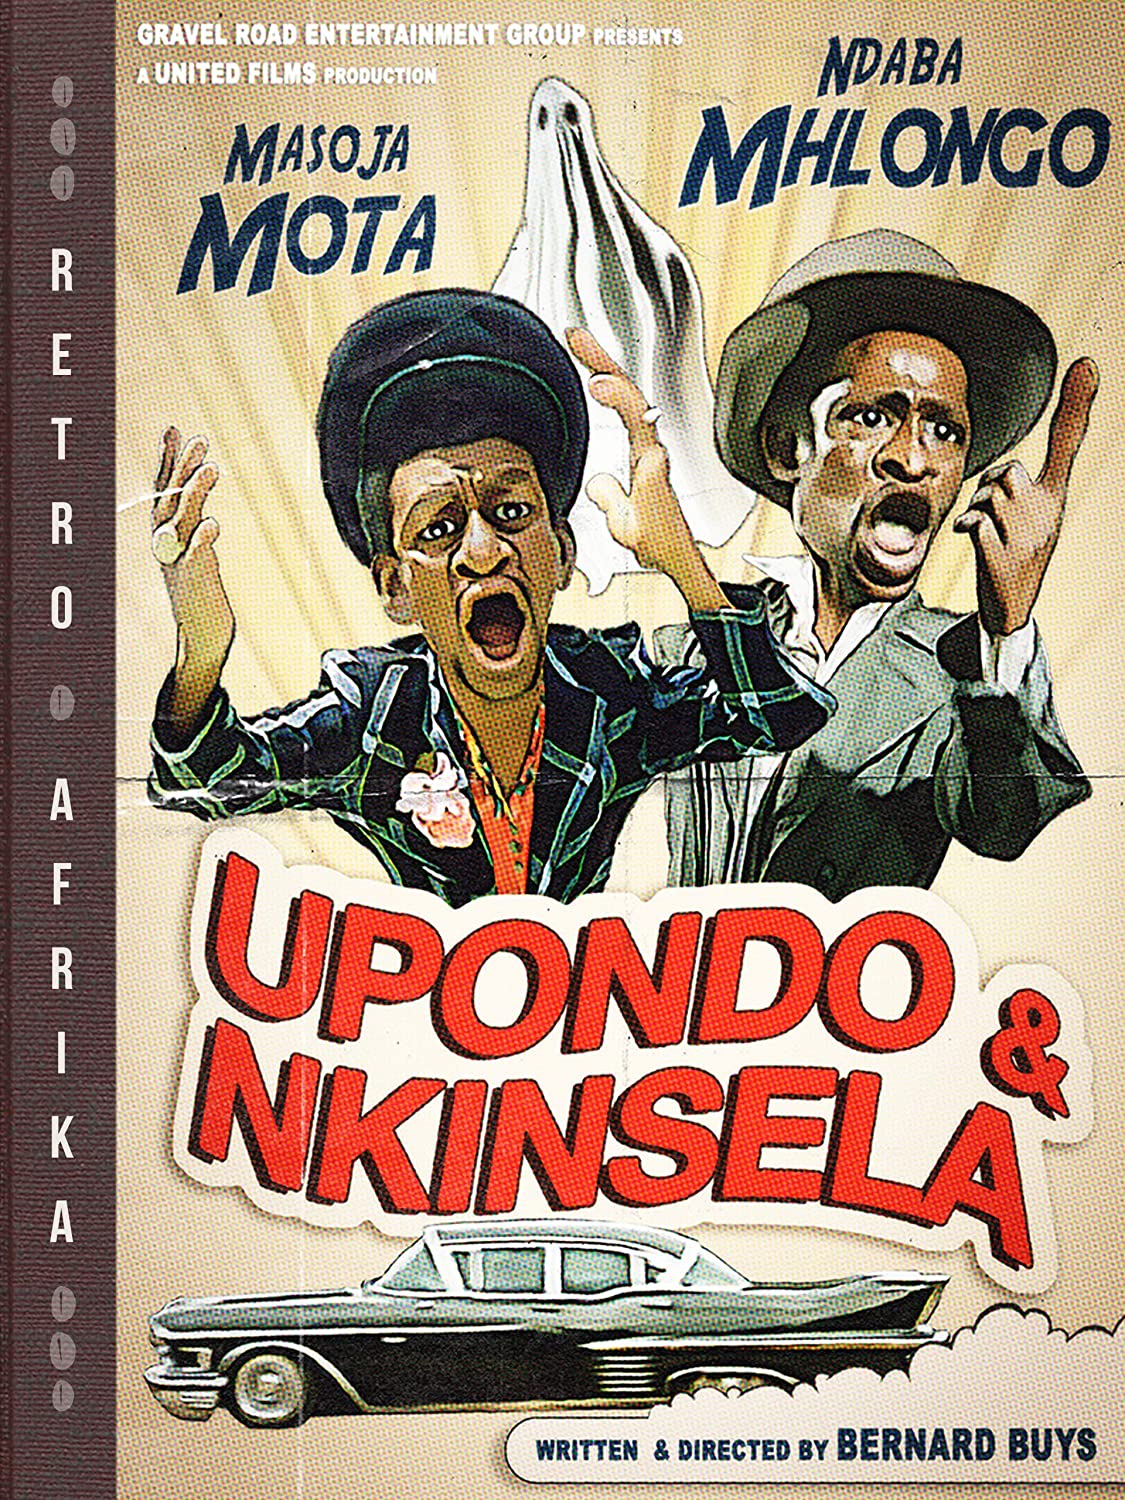 GRAVEL ROAD ENTERTAINMENT GROUP PRESENTS
A UNITED FILMS PRODUCTION
MASOJA
MOTA
NDABA
MHLONGO
RETRO AFRIKA
UPONDO &
NKINSELA
WRITTEN & DIRECTED BY BERNARD BUYS